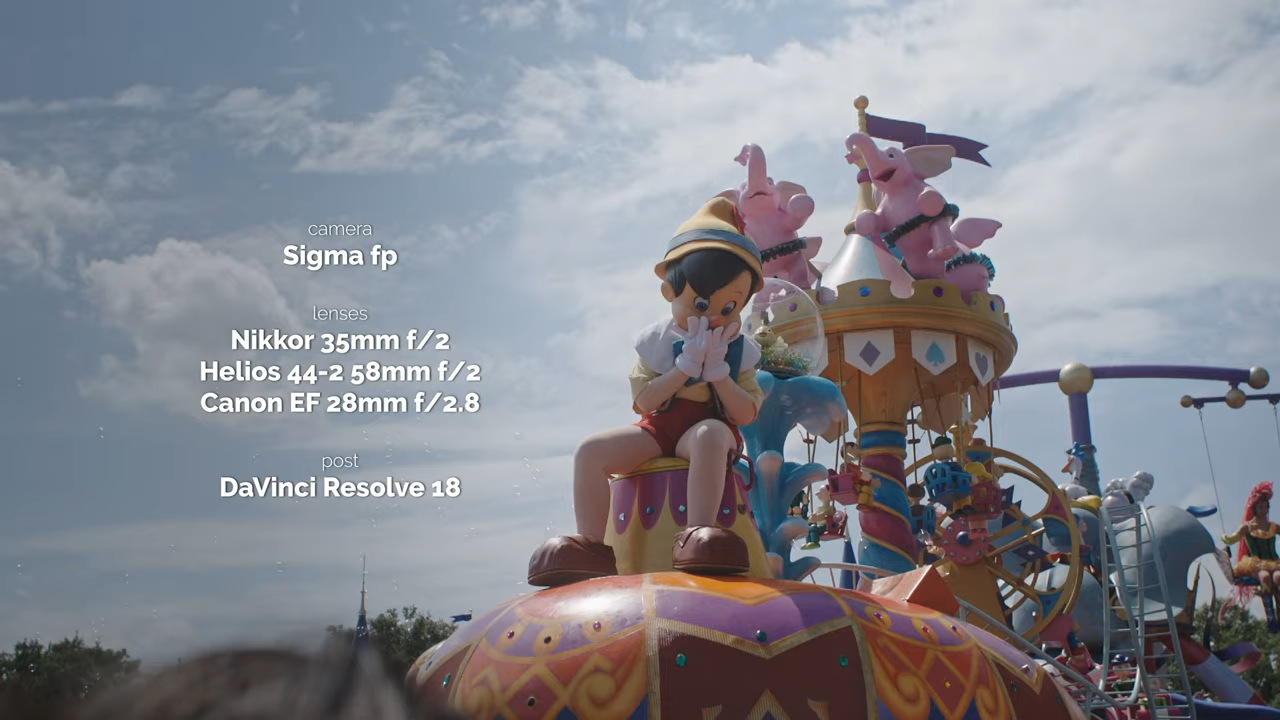 camera
Sigma fp
lenses
Nikkor 35mm f/2
Helios 44-2 58mm f/2
Canon EF 28mm f/2.8
post
DaVinci Resolve 18